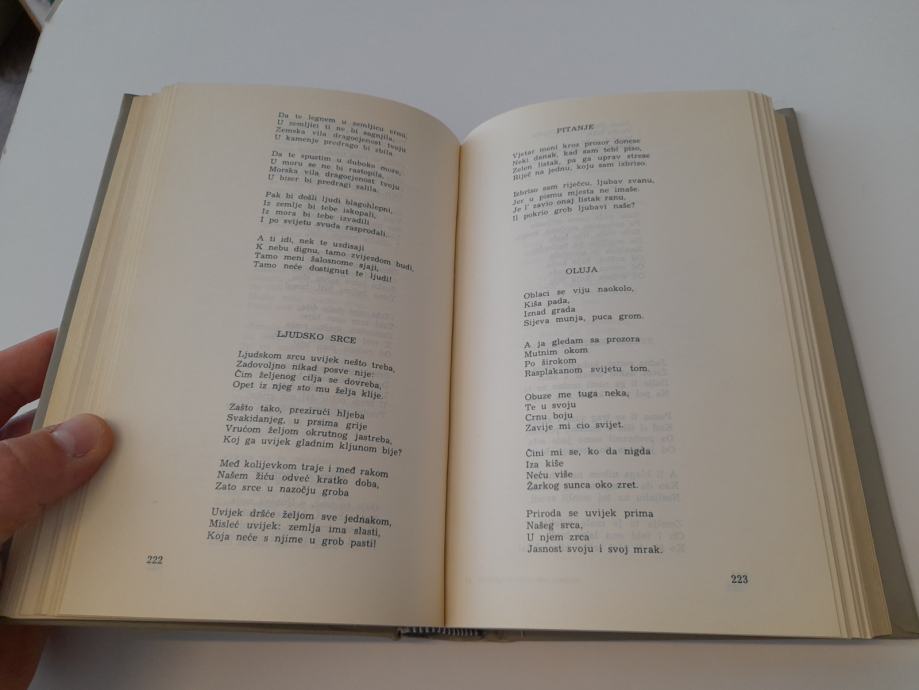 Da te legnem u zemljicu crnu,
U zemljici ti ne bi sagnjila,
Zemska vila dragocjenost tvoju
U kamenje predrago bi zbila

Da te spustim u duboko more,
U moru se ne bi rastopila,
Morska vila dragocjenost tvoju
U biser bi predragi salila.

Pak bi došli ljudi blagohlepni,
Iz zemlje bi tebe iskopali,
Iz mora bi tebe izvadili
I po svijetu svuda rasprodali.

A ti idi, nek te uzdisaji
K nebu dignu, tamo zvijezdom budi,
Tamo meni žalosnome sjaji,
Tamo neće dostignut te ljudi!

LJUDSKO SRCE

Ljudskom srcu uvijek nešto treba,
Zadovoljno nikad posve nije:
Čim željenog cilja se dovreba,
Opet iz njeg sto mu želja klije.

Zašto tako, prezirući hljeba
Svakidanjeg, u prsima grije
Vrućom željom okrutnog jastreba,
Koj ga uvijek gladnim kljunom bije?

Međ kolijevkom traje i međ rakom
Našem žiću odveć kratko doba,
Zato srce u nazočju groba

Uvijek dršće željom sve jednakom,
Misleć uvijek: zemlja ima slasti,
Koja neće s njime u grob pasti!

222

PITANJE

Vjetar meni kroz prozor donese
Neki danak, kad sam tebi piso,
Zelen listak, pa ga uprav strese
Riječ na jednu, koju sam izbriso.

Izbriso sam riječcu, ljubav zvanu,
Jer u pismu mjesta ne imaše.
Je l' zavio onaj listak ranu,
Il pokrio grob ljubavi naše?

OLUJA

Oblaci se viju naokolo,
Kiša pada,
Iznad grada
Sijeva munja, puca grom.

A ja gledam sa prozora
Mutnim okom
Po širokom
Rasplakanom svijetu tom.

Obuze me tuga neka,
Te u svoju
Crnu boju
Zavije mi cio svijet.

Čini mi se, ko da nigda
Iza kiše
Neću više
Žarkog sunca oko zret.

Priroda se uvijek prima
Našeg srca,
U njem zrca
Jasnost svoju i svoj mrak.

223